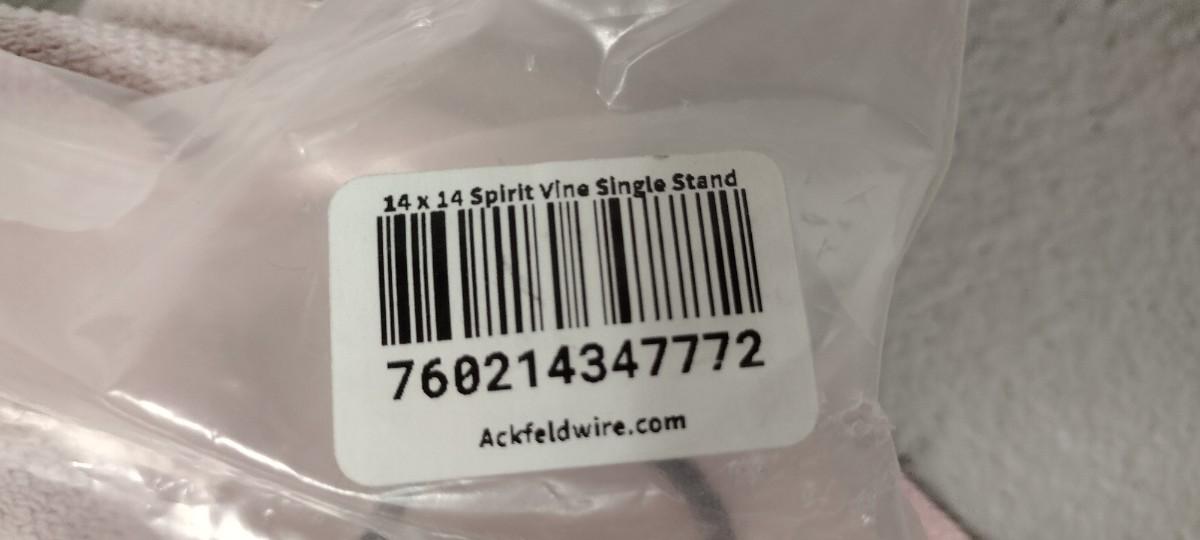 14 x 14 Spirit Vine Single Stand
760214347772
Ackfeldwire.com